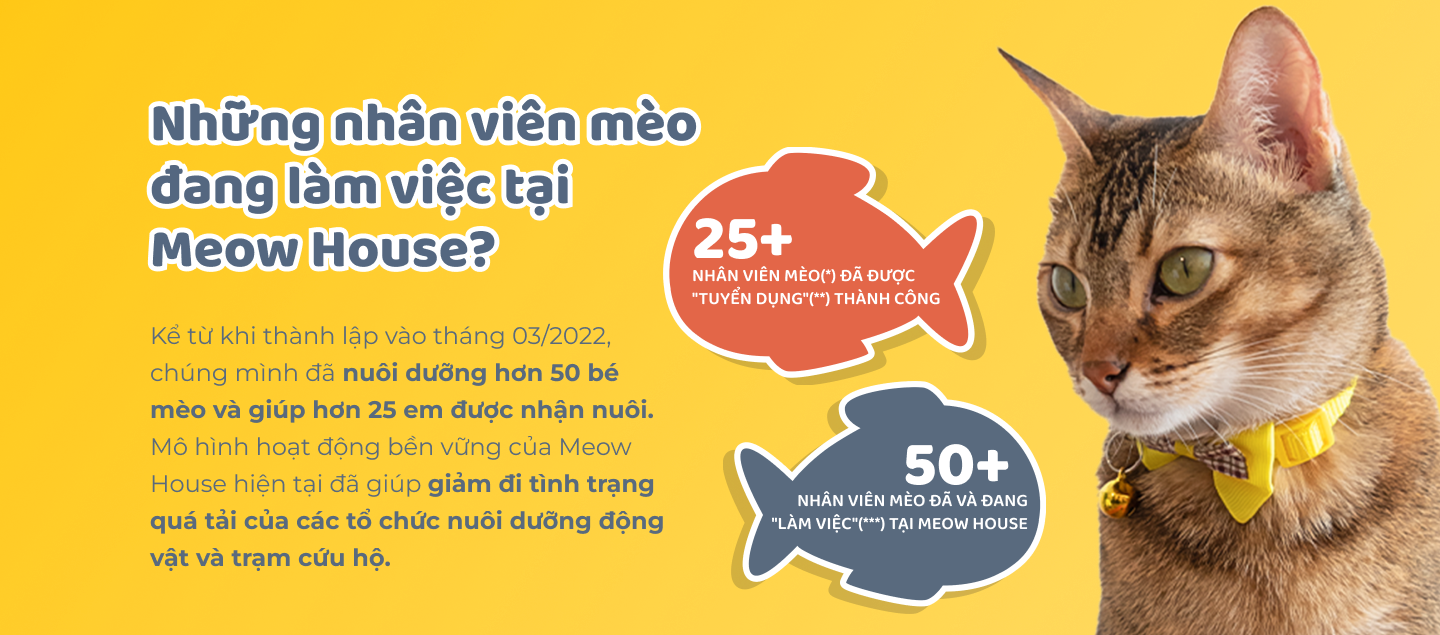 Những nhân viên mèo
đang làm việc tại
Meow House?
Kể từ khi thành lập vào tháng 03/2022,
chúng mình đã nuôi dưỡng hơn 50 bé
mèo và giúp hơn 25 em được nhận nuôi.
Mô hình hoạt động bền vững của Meow
House hiện tại đã giúp giảm đi tình trạng
quá tải của các tổ chức nuôi dưỡng động
vật và trạm cứu hộ.
25+
NHÂN VIÊN MÈO(*) ĐÃ ĐƯỢC
"TUYỂN DỤNG"(**) THÀNH CÔNG
50+
NHÂN VIÊN MÈO ĐÃ VÀ ĐANG
"LÀM VIỆC"(***) TẠI MEOW HOUSE